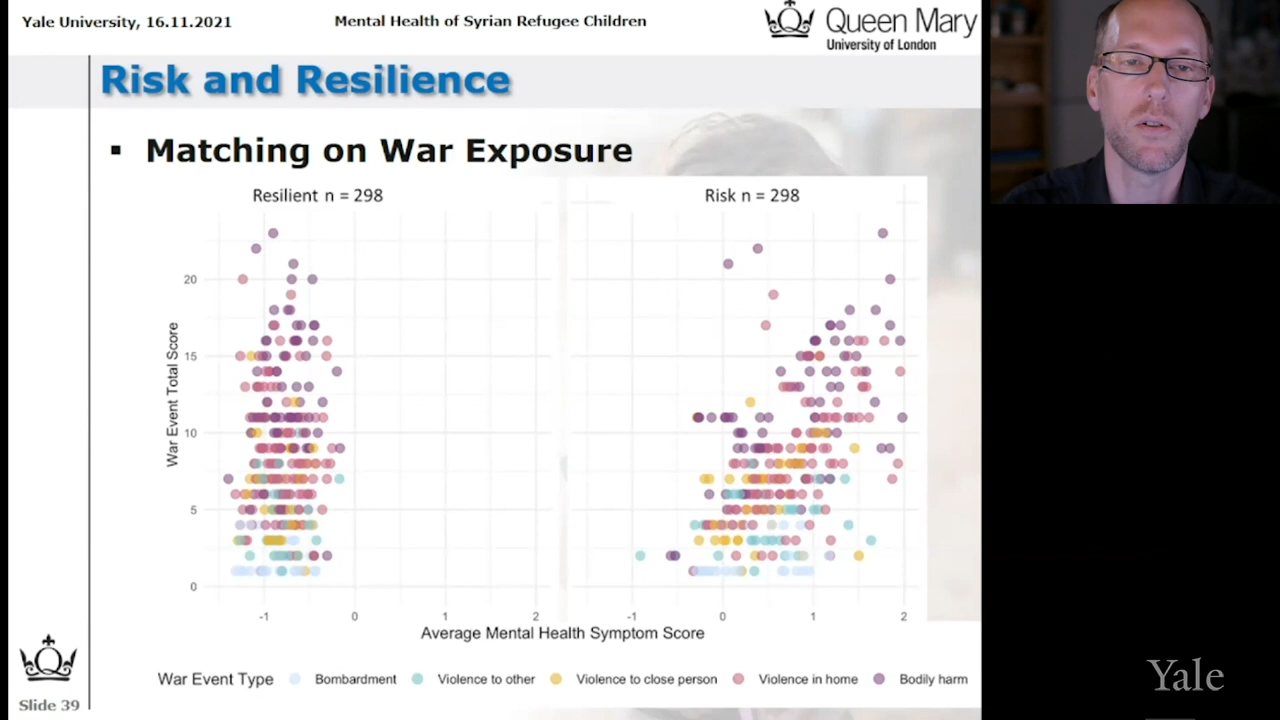 Yale University, 16.11.2021
Mental Health of Syrian Refugee Children
Queen Mary
University of London
Risk and Resilience
▪ Matching on War Exposure
Resilient n = 298
Risk n = 298
War Event Total Score
20
15
10
5
0
-1 0 1 2
-1 0 1 2
Average Mental Health Symptom Score
War Event Type Bombardment Violence to other Violence to close person Violence in home Bodily harm
Slide 39
Yale